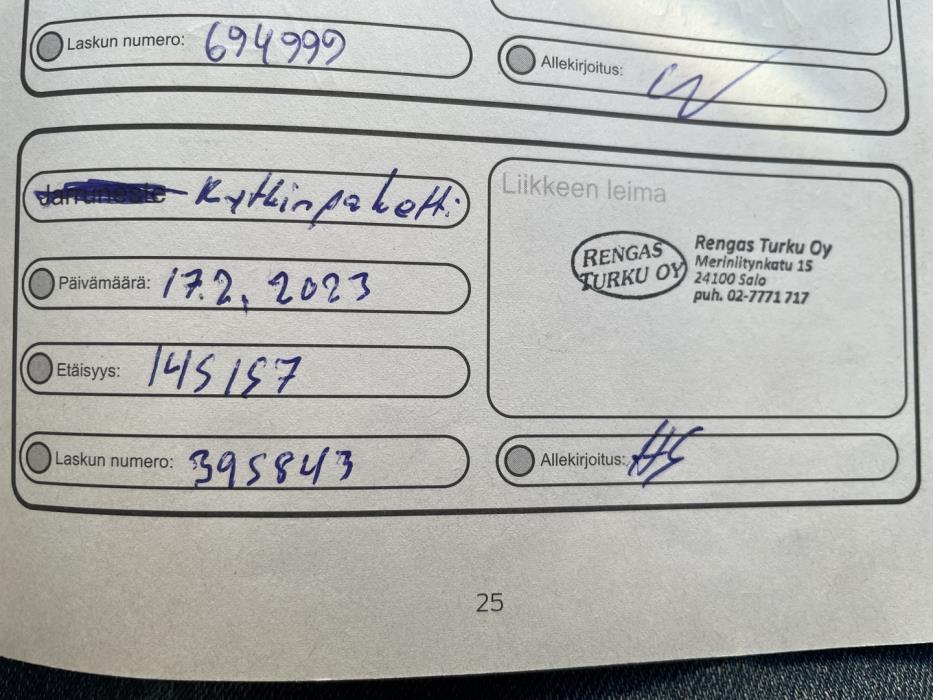 Laskun numero: 694999
Allekirjoitus:
Jarruneste Kytkinpaketti
Liikkeen leima
RENGAS TURKU OY
Rengas Turku Oy
Meriniitynkatu 15
24100 Salo
puh. 02-7771 717
Päivämäärä: 17.2. 2023
Etäisyys: 145157
Laskun numero: 395843
Allekirjoitus: HS
25